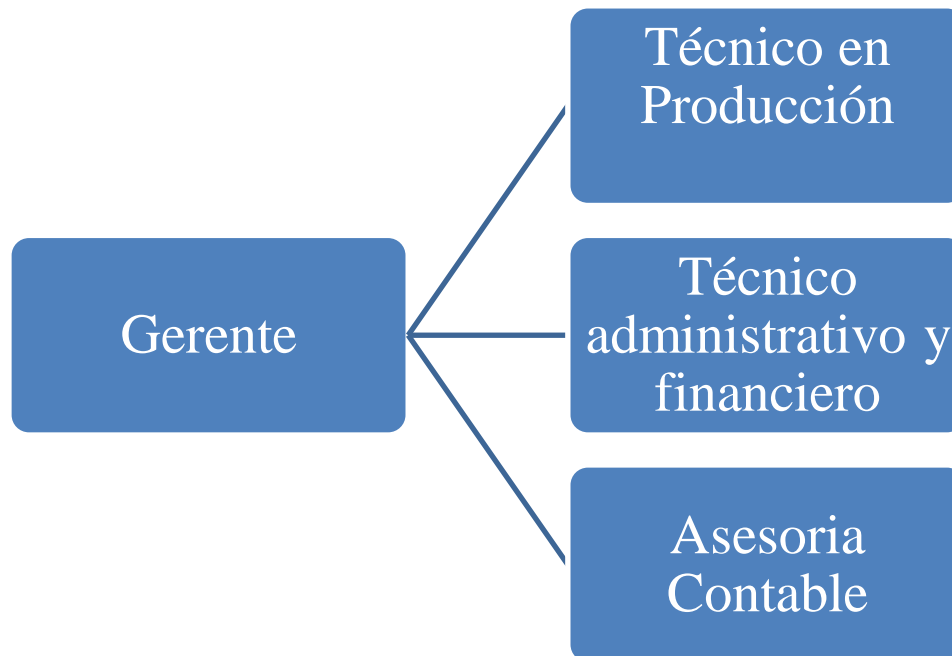 Técnico en
Producción
Gerente
Técnico
administrativo y
financiero
Asesoria
Contable